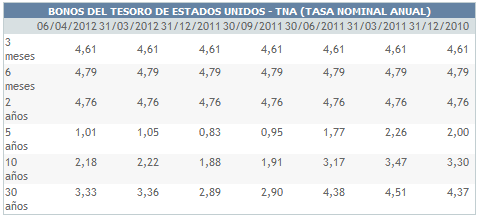 BONOS DEL TESORO DE ESTADOS UNIDOS - TNA (TASA NOMINAL ANUAL)
06/04/2012 31/03/2012 31/12/2011 30/09/2011 30/06/2011 31/03/2011 31/12/2010
3 meses 4,61 4,61 4,61 4,61 4,61 4,61 4,61
6 meses 4,79 4,79 4,79 4,79 4,79 4,79 4,79
2 años 4,76 4,76 4,76 4,76 4,76 4,76 4,76
5 años 1,01 1,05 0,83 0,95 1,77 2,26 2,00
10 años 2,18 2,22 1,88 1,91 3,17 3,47 3,30
30 años 3,33 3,36 2,89 2,90 4,38 4,51 4,37